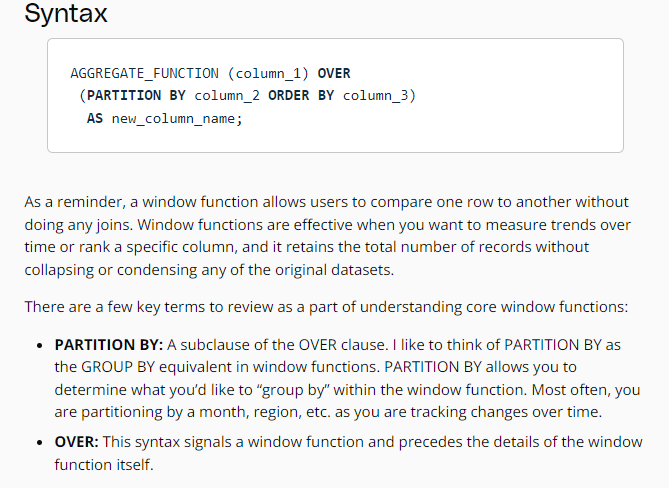 Syntax
AGGREGATE_FUNCTION (column_1) OVER
(PARTITION BY column_2 ORDER BY column_3)
AS new_column_name;
As a reminder, a window function allows users to compare one row to another without
doing any joins. Window functions are effective when you want to measure trends over
time or rank a specific column, and it retains the total number of records without
collapsing or condensing any of the original datasets.
There are a few key terms to review as a part of understanding core window functions:
• PARTITION BY: A subclause of the OVER clause. I like to think of PARTITION BY as
the GROUP BY equivalent in window functions. PARTITION BY allows you to
determine what you’d like to “group by” within the window function. Most often, you
are partitioning by a month, region, etc. as you are tracking changes over time.
• OVER: This syntax signals a window function and precedes the details of the window
function itself.